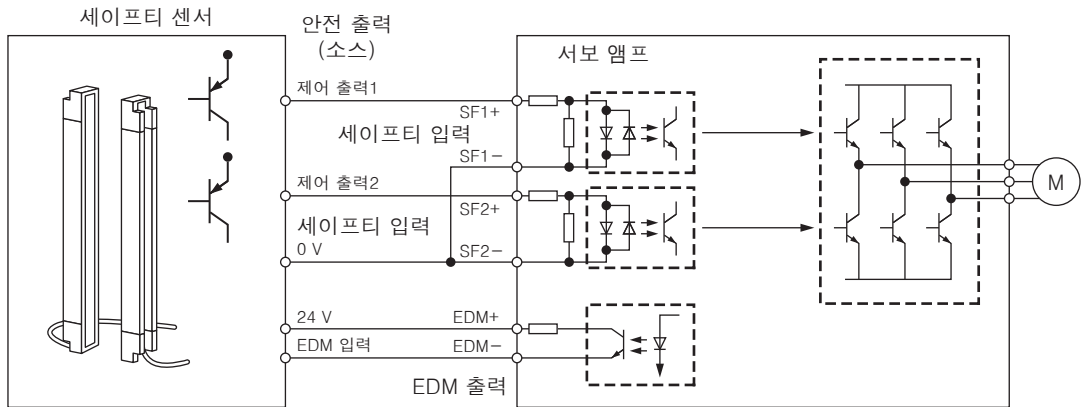 세이프티 센서
안전 출력
(소스)
서보 앰프
제어 출력1
SF1+
세이프티 입력
SF1−
제어 출력2
SF2+
세이프티 입력
0 V
SF2−
M
24 V
EDM+
EDM 입력
EDM−
EDM 출력